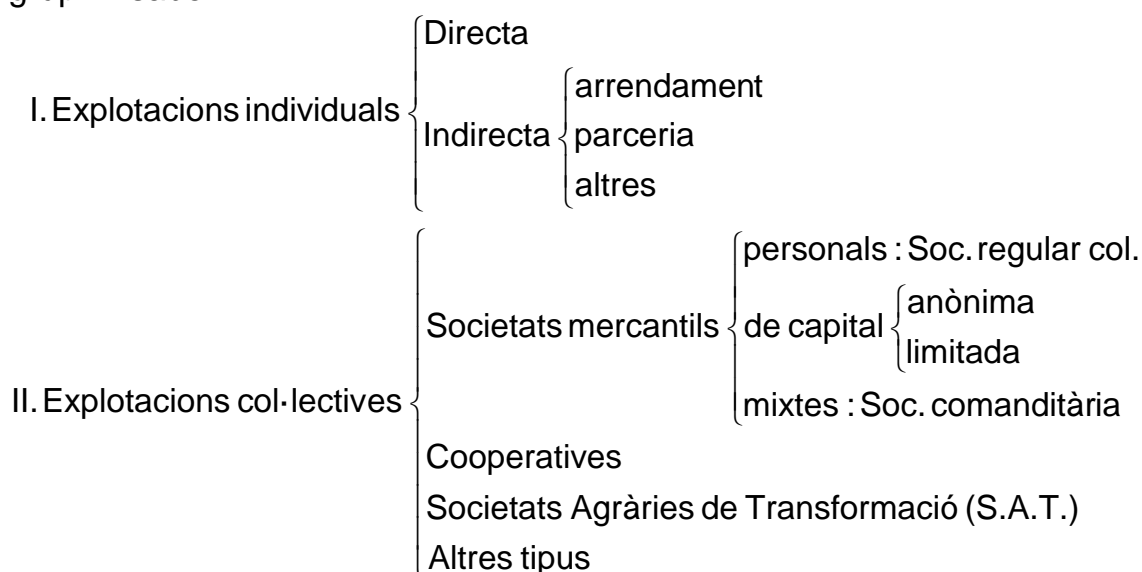 Directa
I. Explotacions individuals
Indirecta
arrendament
parceria
altres
II. Explotacions col·lectives
Societats mercantils
personals : Soc. regular col.
de capital
anònima
limitada
mixtes : Soc. comanditària
Cooperatives
Societats Agràries de Transformació (S.A.T.)
Altres tipus